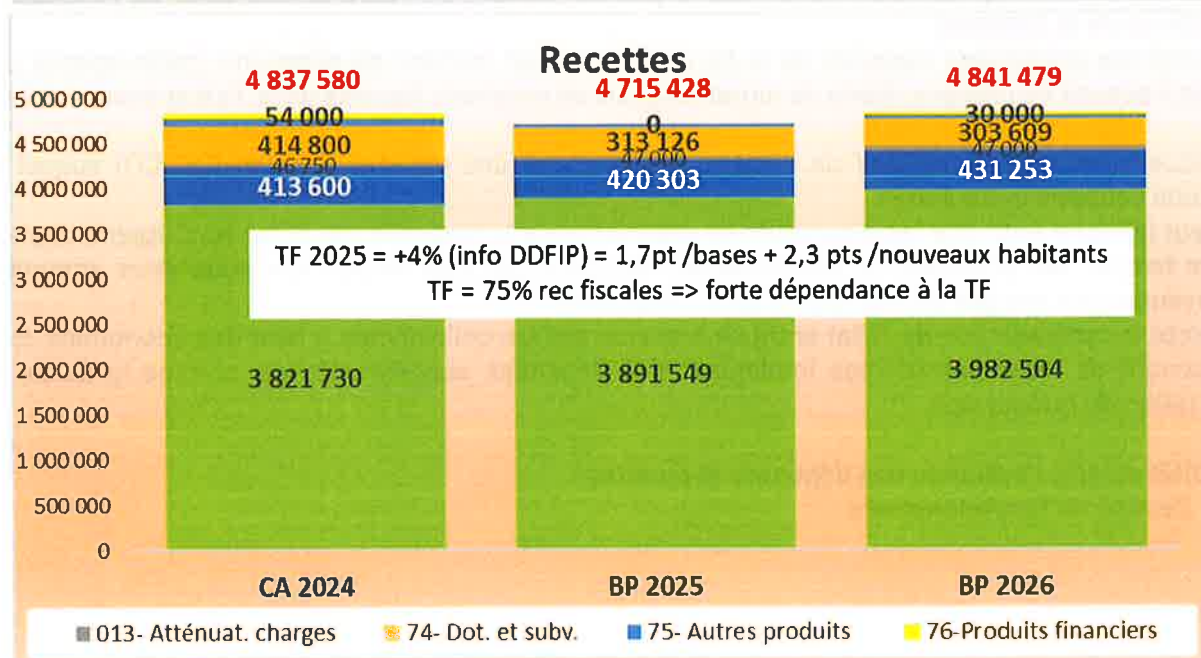 Recettes
4 837 580
4 715 428
4 841 479
5 000 000
4 500 000
4 000 000
3 500 000
3 000 000
2 500 000
2 000 000
1 500 000
1 000 000
500 000
0
54 000
414 800
46 750
413 600
0
313 126
47 000
420 303
30 000
303 609
47 000
431 253
TF 2025 = +4% (info DDFIP) = 1,7pt /bases + 2,3 pts /nouveaux habitants
TF = 75% rec fiscales => forte dépendance à la TF
3 821 730
3 891 549
3 982 504
CA 2024
BP 2025
BP 2026
013- Atténuat. charges
74- Dot. et subv.
75- Autres produits
76-Produits financiers